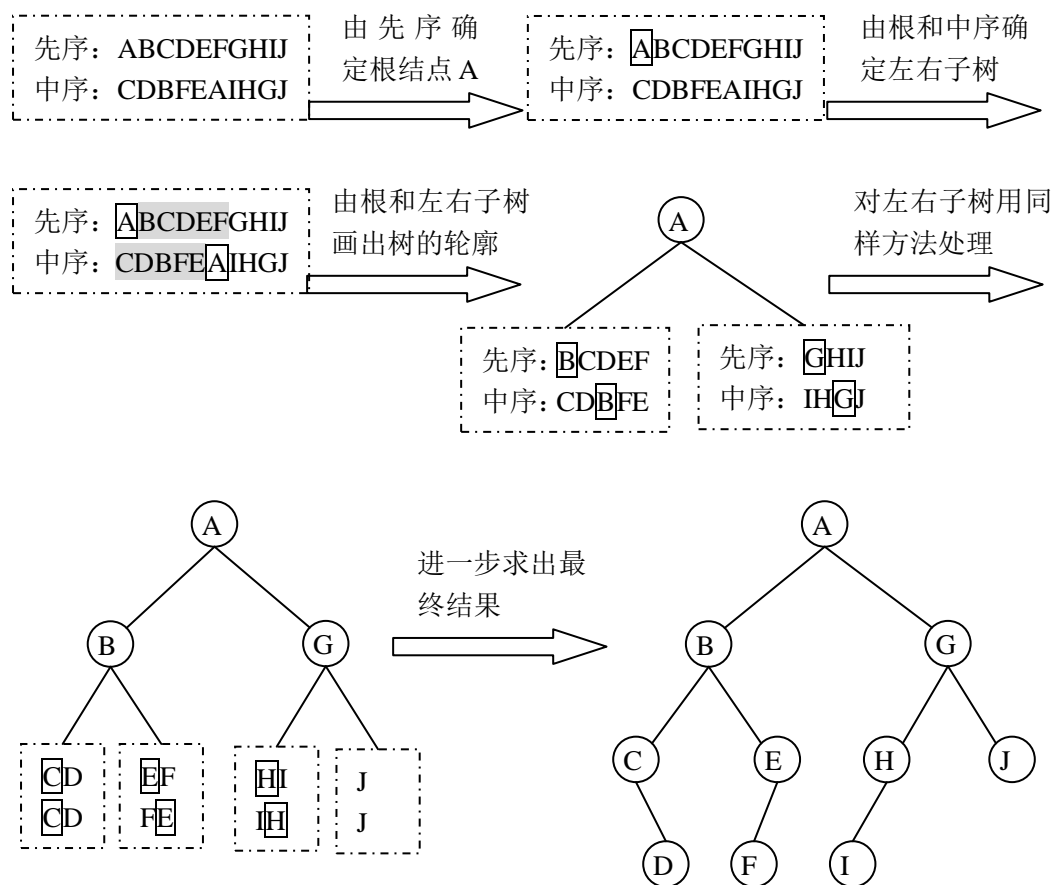 先序：ABCDEFGHIJ
中序：CDBFEAIHGJ
由先序确
定根结点A
先序：ABCDEFGHIJ
中序：CDBFEAIHGJ
由根和中序确
定左右子树
先序：ABCDEFGHIJ
中序：CDBFEAIHGJ
由根和左右子树
画出树的轮廓
A
先序：BCDEF
中序：CDBFE
先序：GHIJ
中序：IHGJ
对左右子树用同
样方法处理
A
B
G
CD
CD
EF
FE
HI
IH
J
J
进一步求出最
终结果
A
B
G
C
E
H
J
D
F
I